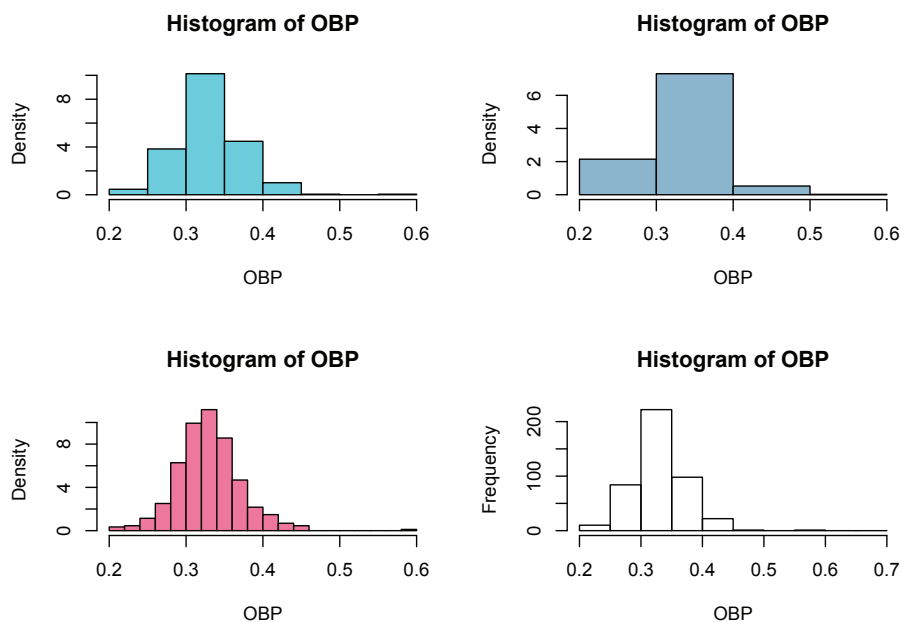 Histogram of OBP
Density
0 4 8
0.2 0.3 0.4 0.5 0.6
OBP
Histogram of OBP
Density
0 2 4 6
0.2 0.3 0.4 0.5 0.6
OBP
Histogram of OBP
Density
0 4 8
0.2 0.3 0.4 0.5 0.6
OBP
Histogram of OBP
Frequency
0 100 200
0.2 0.3 0.4 0.5 0.6 0.7
OBP